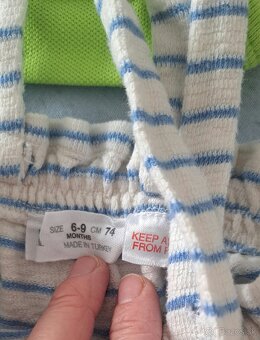 SIZE 6-9 CM 74
MONTHS
MADE IN TURKEY
KEEP A
FROM F